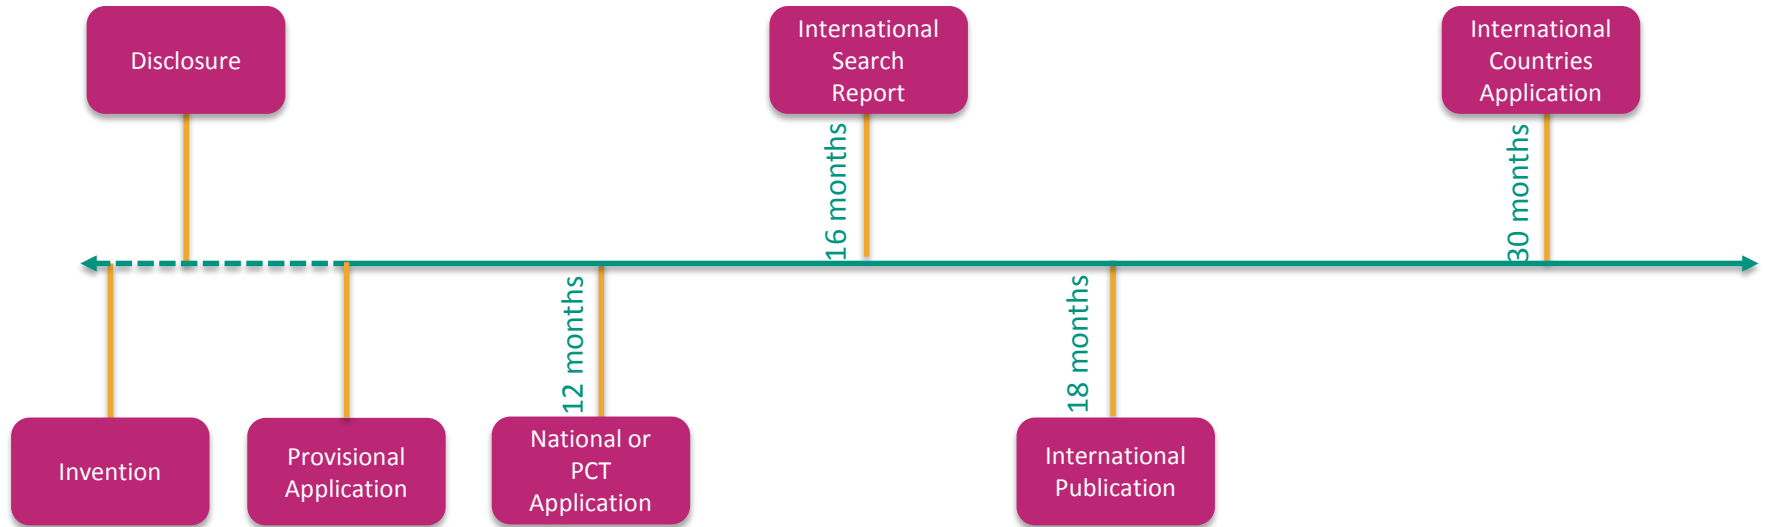 Disclosure
International
Search
Report
International
Countries
Application
16 months
30 months
12 months
18 months
Invention
Provisional
Application
National or
PCT
Application
International
Publication